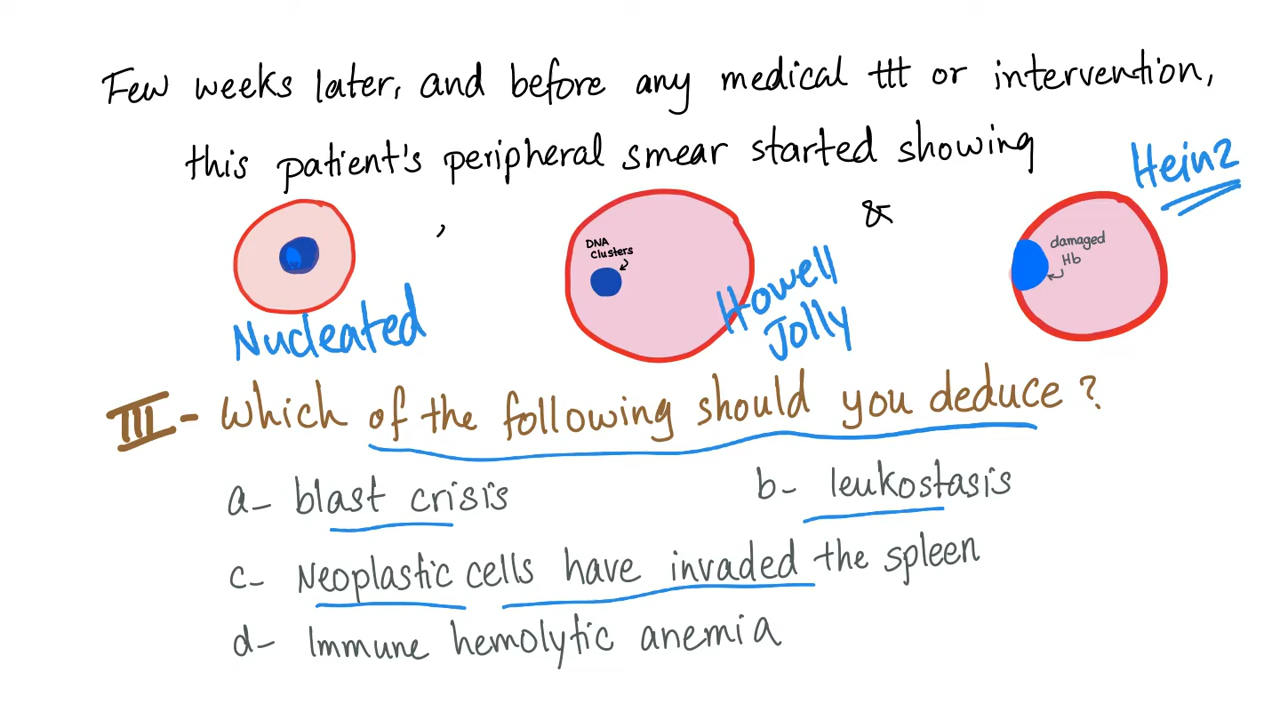 Few weeks later, and before any medical ttt or intervention,
this patient's peripheral smear started showing
Heinz
, &
DNA
Clusters
damaged
Hb
Nucleated
Howell
Jolly
III - Which of the following should you deduce?
a- blast crisis b- leukostasis
c- Neoplastic cells have invaded the spleen
d- Immune hemolytic anemia